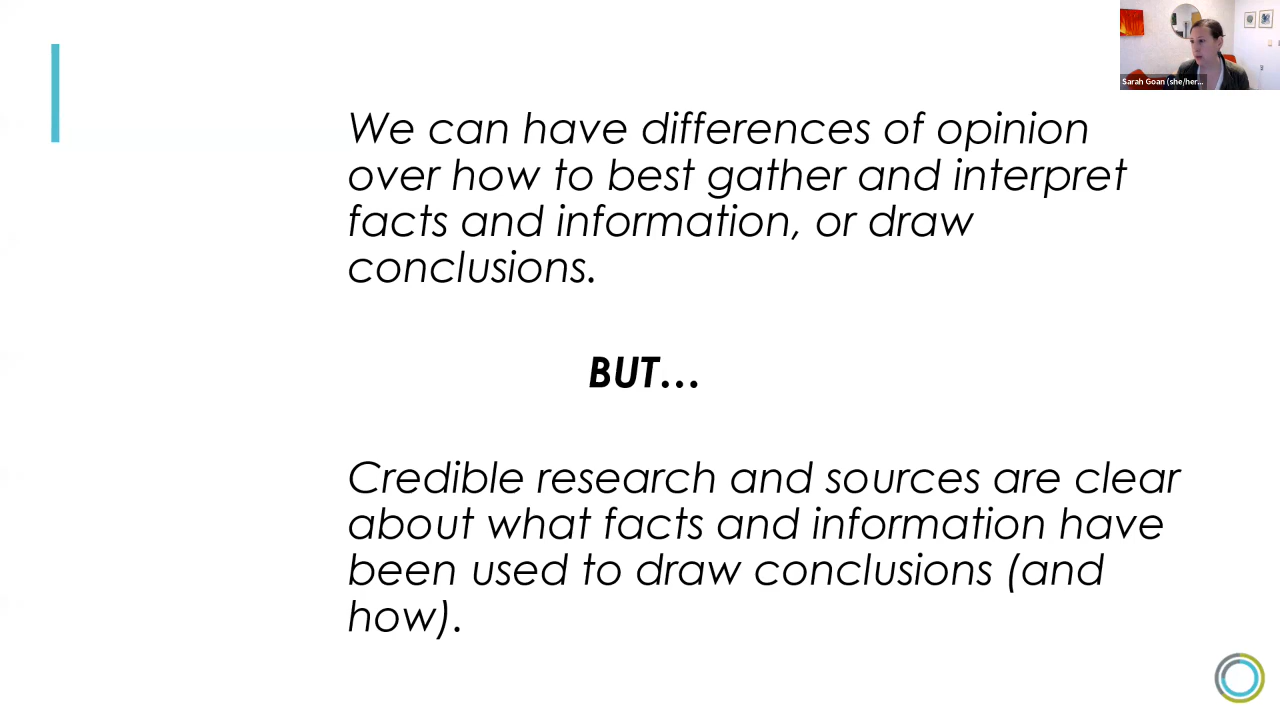 Sarah Goan (she/her...
We can have differences of opinion
over how to best gather and interpret
facts and information, or draw
conclusions.
BUT...
Credible research and sources are clear
about what facts and information have
been used to draw conclusions (and
how).